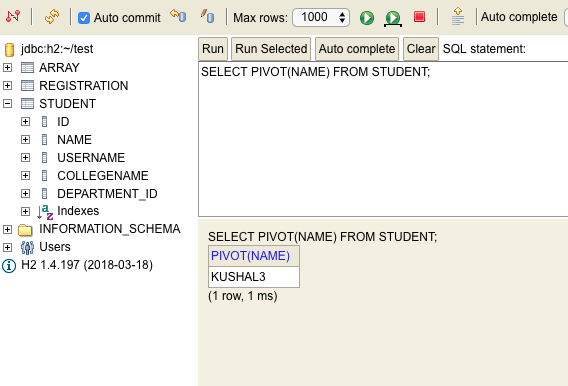 Auto commit Max rows: 1000 Auto complete
jdbc:h2:~/test
ARRAY
REGISTRATION
STUDENT
ID
NAME
USERNAME
COLLEGENAME
DEPARTMENT_ID
Indexes
INFORMATION_SCHEMA
Users
H2 1.4.197 (2018-03-18)
Run Run Selected Auto complete Clear SQL statement:
SELECT PIVOT(NAME) FROM STUDENT;
SELECT PIVOT(NAME) FROM STUDENT;
PIVOT(NAME)
KUSHAL3
(1 row, 1 ms)